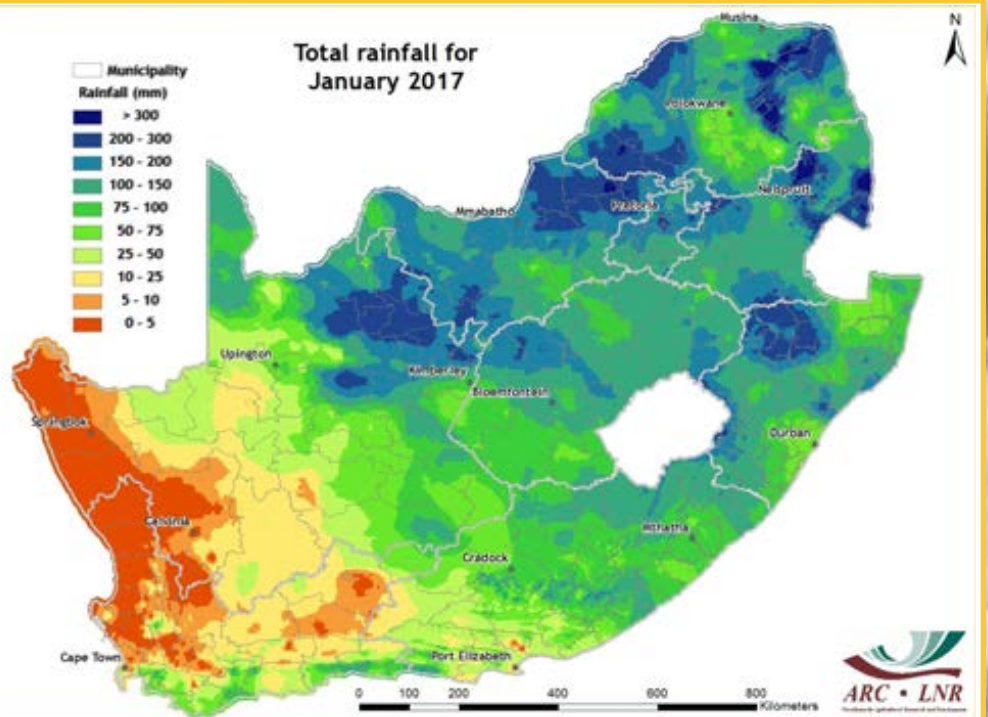 Total rainfall for
January 2017
N
Municipality
Rainfall (mm)
> 300
200 - 300
150 - 200
100 - 150
75 - 100
50 - 75
25 - 50
10 - 25
5 - 10
0 - 5
Musina
Polokwane
Nelspruit
Pretoria
Mmabatho
Upington
Kimberley
Bloemfontein
Springbok
Durban
Calvinia
Mthatha
Cradock
Cape Town
Port Elizabeth
0 100 200 400 600 800
Kilometers
ARC • LNR